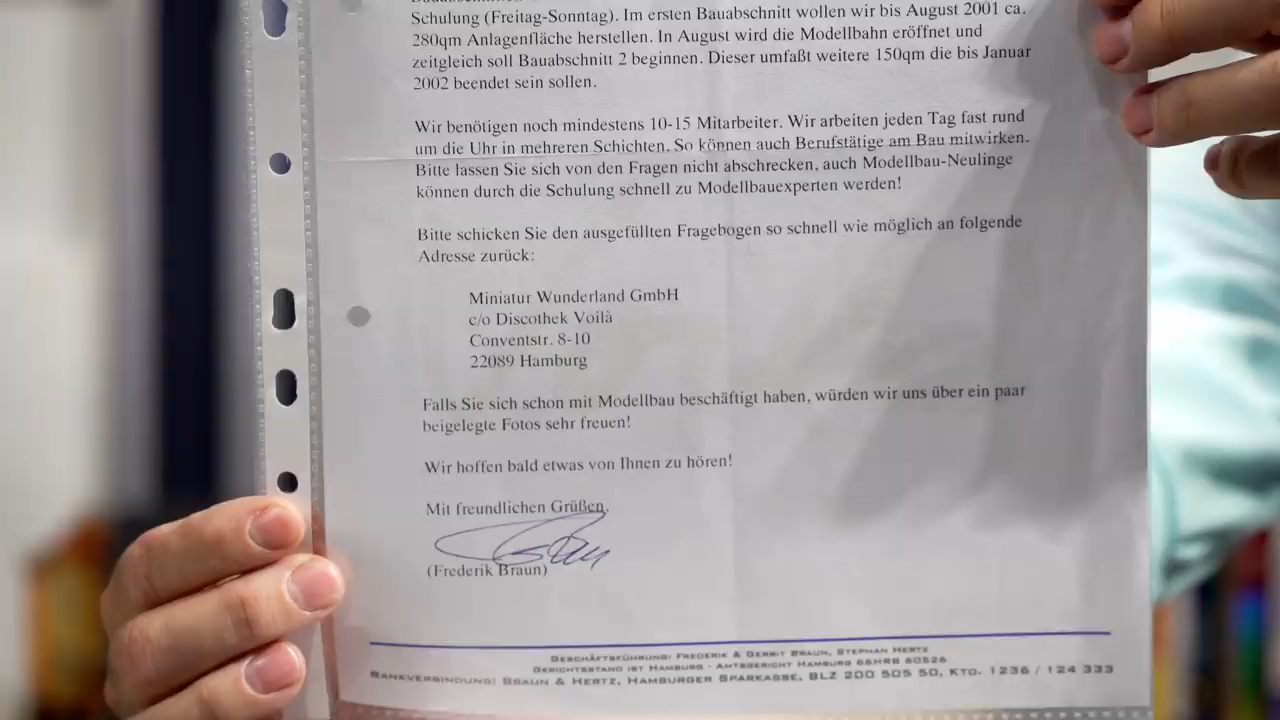 Schulung (Freitag-Sonntag). Im ersten Bauabschnitt wollen wir bis August 2001 ca.
280qm Anlagenfläche herstellen. In August wird die Modellbahn eröffnet und
zeitgleich soll Bauabschnitt 2 beginnen. Dieser umfaßt weitere 150qm die bis Januar
2002 beendet sein sollen.
Wir benötigen noch mindestens 10-15 Mitarbeiter. Wir arbeiten jeden Tag fast rund
um die Uhr in mehreren Schichten. So können auch Berufstätige am Bau mitwirken.
Bitte lassen Sie sich von den Fragen nicht abschrecken, auch Modellbau-Neulinge
können durch die Schulung schnell zu Modellbauexperten werden!
Bitte schicken Sie den ausgefüllten Fragebogen so schnell wie möglich an folgende
Adresse zurück:
Miniatur Wunderland GmbH
c/o Discothek Voilà
Conventstr. 8-10
22089 Hamburg
Falls Sie sich schon mit Modellbau beschäftigt haben, würden wir uns über ein paar
beigelegte Fotos sehr freuen!
Wir hoffen bald etwas von Ihnen zu hören!
Mit freundlichen Grüßen,
(Frederik Braun)
Geschäftsführung: Frederik & Gerrit Braun, Stephan Hertz
Gerichtsstand ist Hamburg - Amtsgericht Hamburg 66HRB 80526
Bankverbindung: Braun & Hertz, Hamburger Sparkasse, BLZ 200 505 50, Kto. 1236 / 124 333